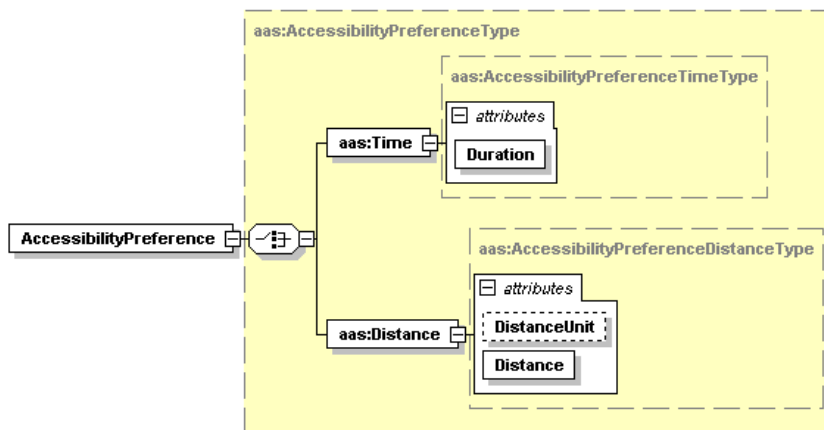 aas:AccessibilityPreferenceType
aas:AccessibilityPreferenceTimeType
attributes
aas:Time
Duration
AccessibilityPreference
aas:AccessibilityPreferenceDistanceType
attributes
DistanceUnit
aas:Distance
Distance